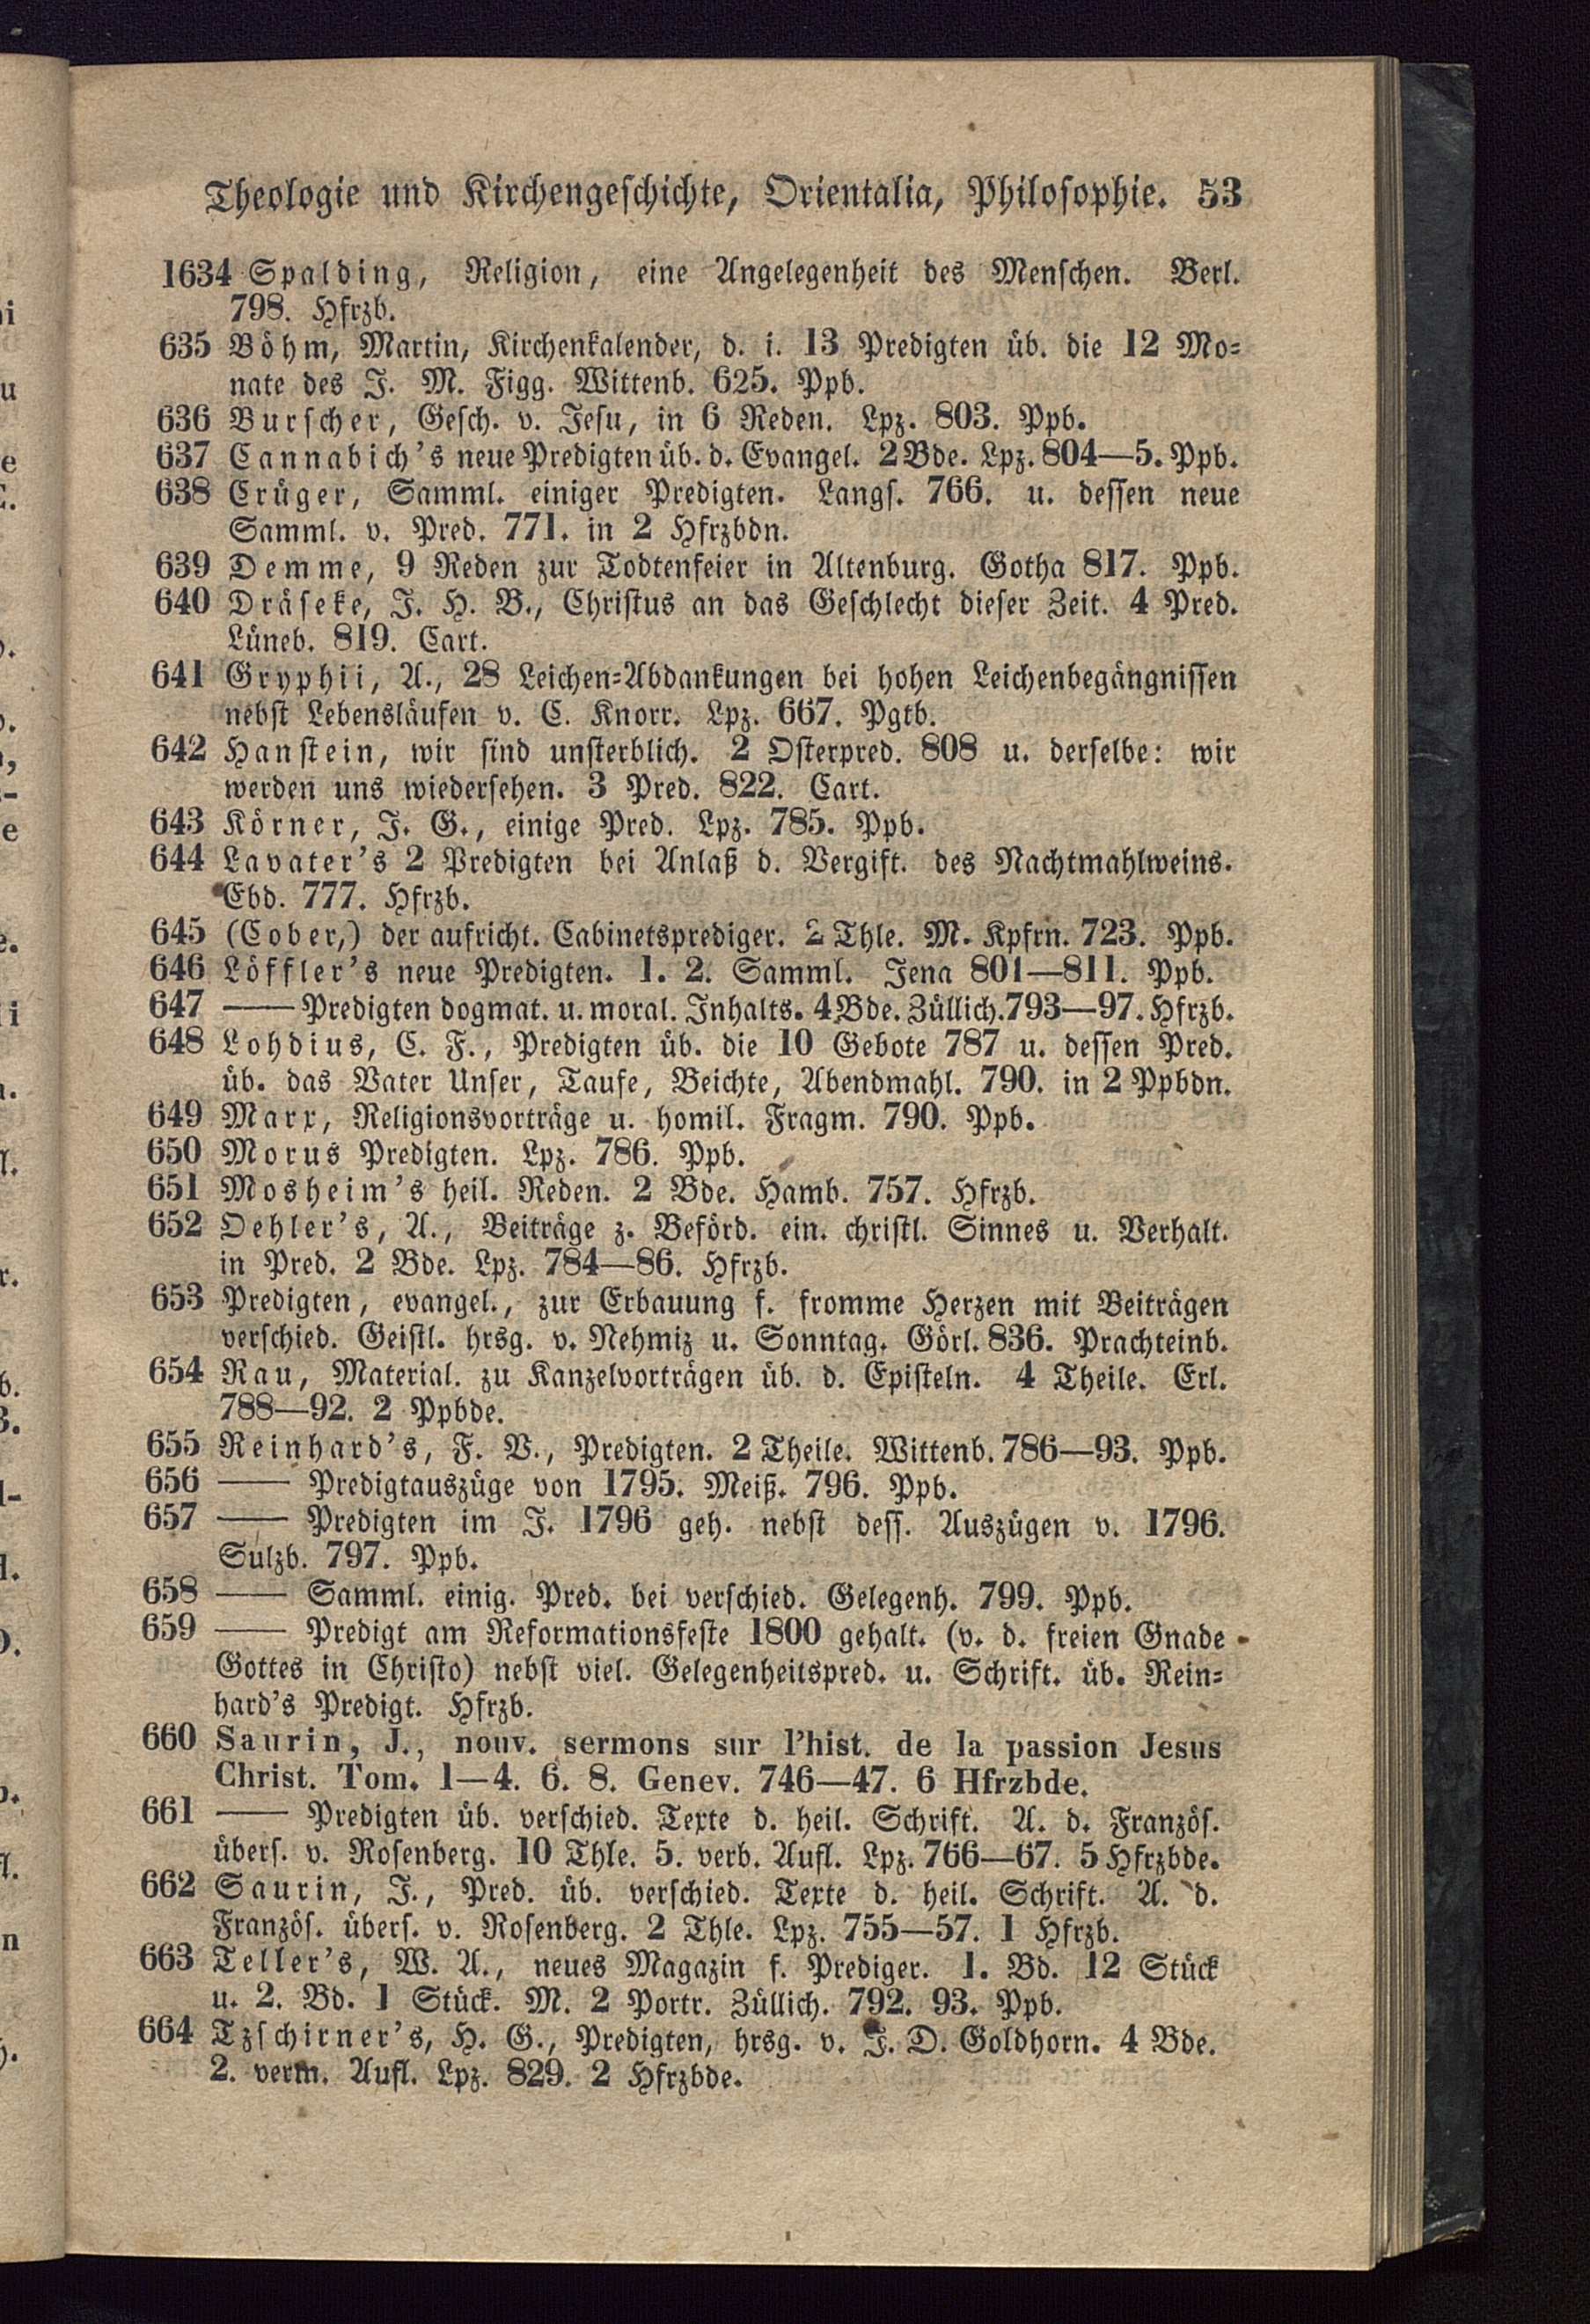 Theologie und Kirchengeschichte, Orientalia, Philosophie. 53
1634 Spalding, Religion, eine Angelegenheit des Menschen. Berl.
798. Hfrzb.
635 Böhm, Martin, Kirchenkalender, d. i. 13 Predigten üb. die 12 Mo-
nate des J. M. Figg. Wittenb. 625. Ppb.
636 Burscher, Gesch. v. Jesu, in 6 Reden. Lpz. 803. Ppb.
637 Cannabich's neue Predigten üb. d. Evangel. 2 Bde. Lpz. 804—5. Ppb.
638 Crüger, Samml. einiger Predigten. Langs. 766. u. dessen neue
Samml. v. Pred. 771. in 2 Hfrzbdn.
639 Demme, 9 Reden zur Todtenfeier in Altenburg. Gotha 817. Ppb.
640 Dräseke, J. H. B., Christus an das Geschlecht dieser Zeit. 4 Pred.
Lüneb. 819. Cart.
641 Gryphii, A., 28 Leichen-Abdankungen bei hohen Leichenbegängnissen
nebst Lebensläufen v. C. Knorr. Lpz. 667. Pgtb.
642 Hanstein, wir sind unsterblich. 2 Osterpred. 808 u. derselbe: wir
werden uns wiedersehen. 3 Pred. 822. Cart.
643 Körner, J. G., einige Pred. Lpz. 785. Ppb.
644 Lavater's 2 Predigten bei Anlaß d. Vergift. des Nachtmahlweins.
Ebd. 777. Hfrzb.
645 (Cober,) der aufricht. Cabinetsprediger. 2 Thle. M. Kpfrn. 723. Ppb.
646 Löffler's neue Predigten. 1. 2. Samml. Jena 801—811. Ppb.
647 —— Predigten dogmat. u. moral. Inhalts. 4 Bde. Züllich. 793—97. Hfrzb.
648 Lohdius, C. F., Predigten üb. die 10 Gebote 787 u. dessen Pred.
üb. das Vater Unser, Taufe, Beichte, Abendmahl. 790. in 2 Ppbdn.
649 Marx, Religionsvorträge u. homil. Fragm. 790. Ppb.
650 Morus Predigten. Lpz. 786. Ppb.
651 Mosheim's heil. Reden. 2 Bde. Hamb. 757. Hfrzb.
652 Oehler's, A., Beiträge z. Beförd. ein. christl. Sinnes u. Verhalt.
in Pred. 2 Bde. Lpz. 784—86. Hfrzb.
653 Predigten, evangel., zur Erbauung f. fromme Herzen mit Beiträgen
verschied. Geistl. hrsg. v. Nehmiz u. Sonntag. Görl. 836. Prachteinb.
654 Rau, Material. zu Kanzelvorträgen üb. d. Episteln. 4 Theile. Erl.
788—92. 2 Ppbde.
655 Reinhard's, F. V., Predigten. 2 Theile. Wittenb. 786—93. Ppb.
656 —— Predigtauszüge von 1795. Meiß. 796. Ppb.
657 —— Predigten im J. 1796 geh. nebst dess. Auszügen v. 1796.
Sulzb. 797. Ppb.
658 —— Samml. einig. Pred. bei verschied. Gelegenh. 799. Ppb.
659 —— Predigt am Reformationsfeste 1800 gehalt. (v. d. freien Gnade
Gottes in Christo) nebst viel. Gelegenheitspred. u. Schrift. üb. Rein-
hard's Predigt. Hfrzb.
660 Saurin, J., nouv. sermons sur l'hist. de la passion Jesus
Christ. Tom. 1—4. 6. 8. Genev. 746—47. 6 Hfrzbde.
661 —— Predigten üb. verschied. Texte d. heil. Schrift. A. d. Französ.
übers. v. Rosenberg. 10 Thle. 5. verb. Aufl. Lpz. 766—67. 5 Hfrzbde.
662 Saurin, J., Pred. üb. verschied. Texte d. heil. Schrift. A. d.
Französ. übers. v. Rosenberg. 2 Thle. Lpz. 755—57. 1 Hfrzb.
663 Teller's, W. A., neues Magazin f. Prediger. 1. Bd. 12 Stück
u. 2. Bd. 1 Stück. M. 2 Portr. Züllich. 792. 93. Ppb.
664 Tzschirner's, H. G., Predigten, hrsg. v. J. D. Goldhorn. 4 Bde.
2. verm. Aufl. Lpz. 829. 2 Hfrzbde.